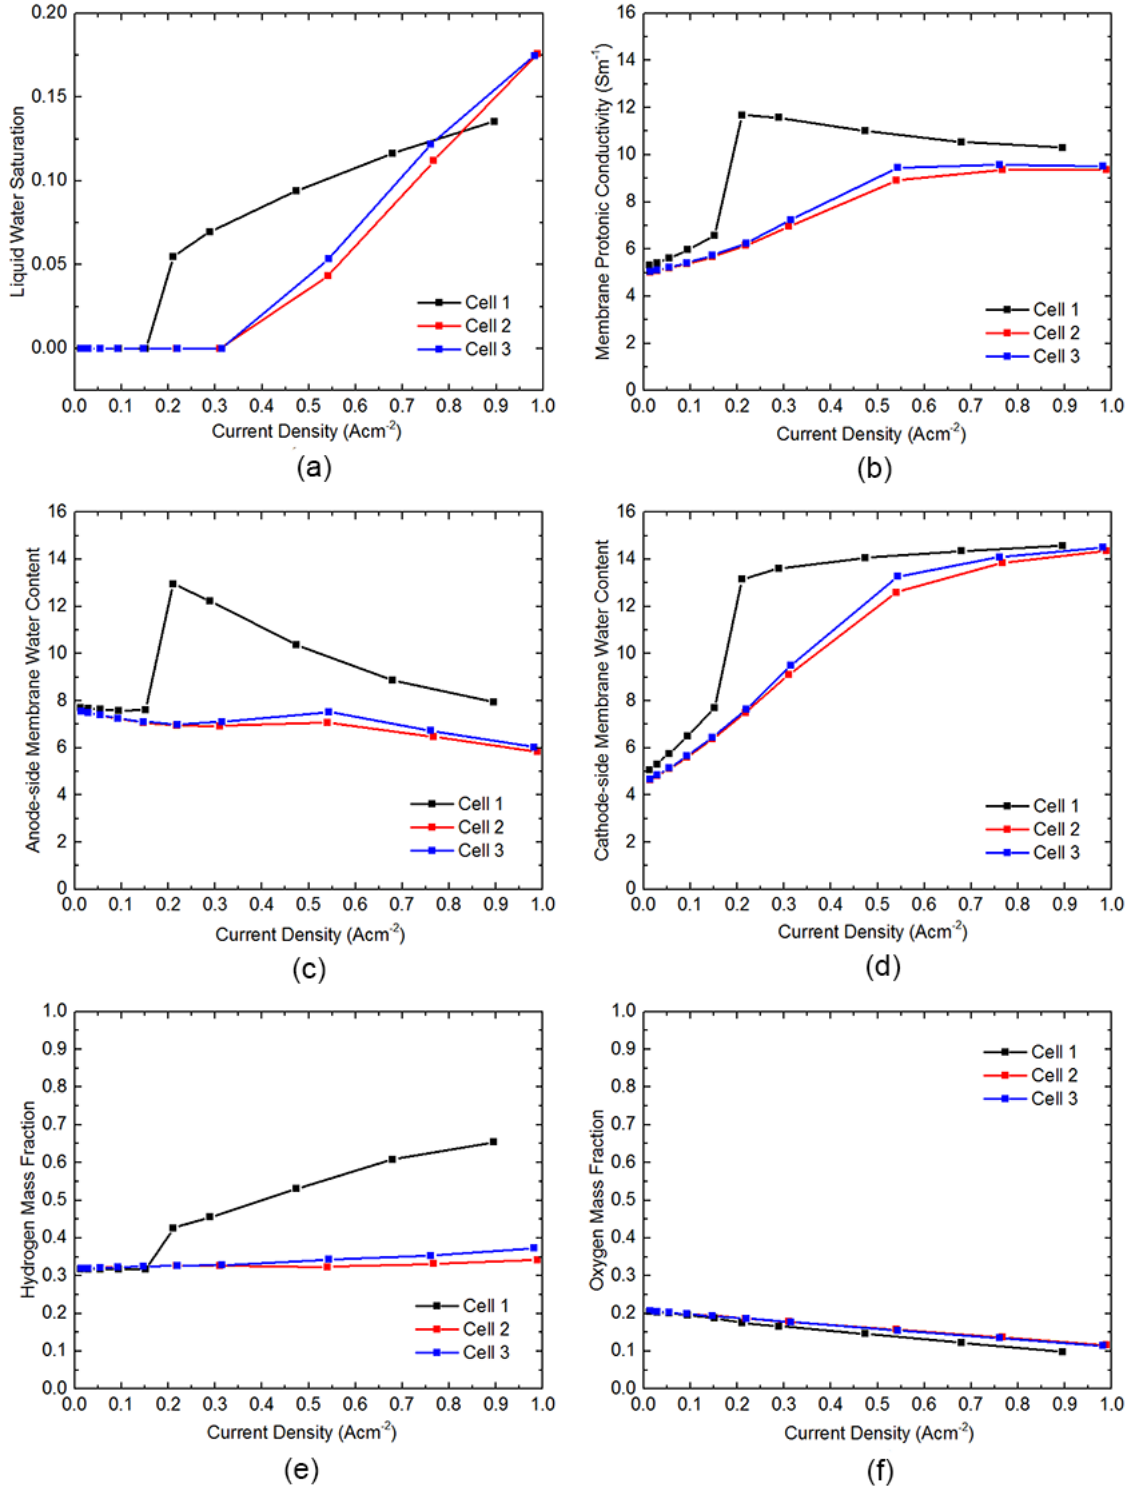 0.20
0.15
0.10
0.05
0.00
Liquid Water Saturation
Cell 1
Cell 2
Cell 3
0.0 0.1 0.2 0.3 0.4 0.5 0.6 0.7 0.8 0.9 1.0
Current Density (Acm-2)
(a)
16
14
12
10
8
6
4
2
0
Membrane Protonic Conductivity (Sm-1)
Cell 1
Cell 2
Cell 3
0.0 0.1 0.2 0.3 0.4 0.5 0.6 0.7 0.8 0.9 1.0
Current Density (Acm-2)
(b)
16
14
12
10
8
6
4
2
0
Anode-side Membrane Water Content
Cell 1
Cell 2
Cell 3
0.0 0.1 0.2 0.3 0.4 0.5 0.6 0.7 0.8 0.9 1.0
Current Density (Acm-2)
(c)
16
14
12
10
8
6
4
2
0
Cathode-side Membrane Water Content
Cell 1
Cell 2
Cell 3
0.0 0.1 0.2 0.3 0.4 0.5 0.6 0.7 0.8 0.9 1.0
Current Density (Acm-2)
(d)
1.0
0.9
0.8
0.7
0.6
0.5
0.4
0.3
0.2
0.1
0.0
Hydrogen Mass Fraction
Cell 1
Cell 2
Cell 3
0.0 0.1 0.2 0.3 0.4 0.5 0.6 0.7 0.8 0.9 1.0
Current Density (Acm-2)
(e)
1.0
0.9
0.8
0.7
0.6
0.5
0.4
0.3
0.2
0.1
0.0
Oxygen Mass Fraction
Cell 1
Cell 2
Cell 3
0.0 0.1 0.2 0.3 0.4 0.5 0.6 0.7 0.8 0.9 1.0
Current Density (Acm-2)
(f)